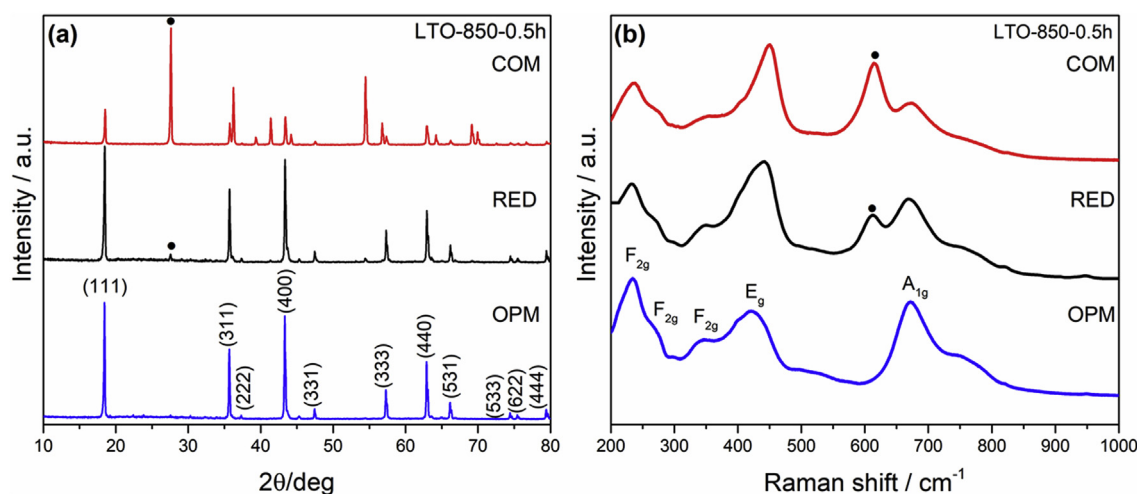 (a)
LTO-850-0.5h
COM
RED
OPM
(111)
(311)
(222)
(400)
(331)
(333)
(440)
(531)
(533)
(622)
(444)
Intensity / a.u.
10 20 30 40 50 60 70 80
2θ/deg
(b)
LTO-850-0.5h
COM
RED
OPM
F2g
F2g
F2g
Eg
A1g
Intensity / a.u.
200 300 400 500 600 700 800 900 1000
Raman shift / cm-1